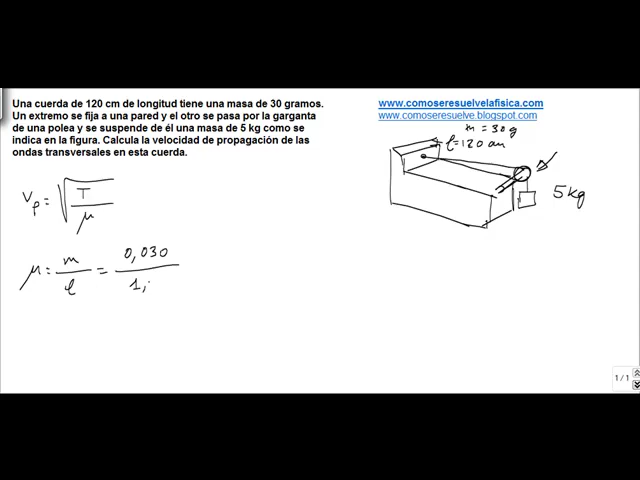 Una cuerda de 120 cm de longitud tiene una masa de 30 gramos.
Un extremo se fija a una pared y el otro se pasa por la garganta
de una polea y se suspende de él una masa de 5 kg como se
indica en la figura. Calcula la velocidad de propagación de las
ondas transversales en esta cuerda.
www.comoseresuelvelafisica.com
www.comoseresuelve.blogspot.com
m = 30 g
l = 120 cm
5 kg
Vp = √(T/μ)
μ = m/l = 0,030/1,
1 / 1